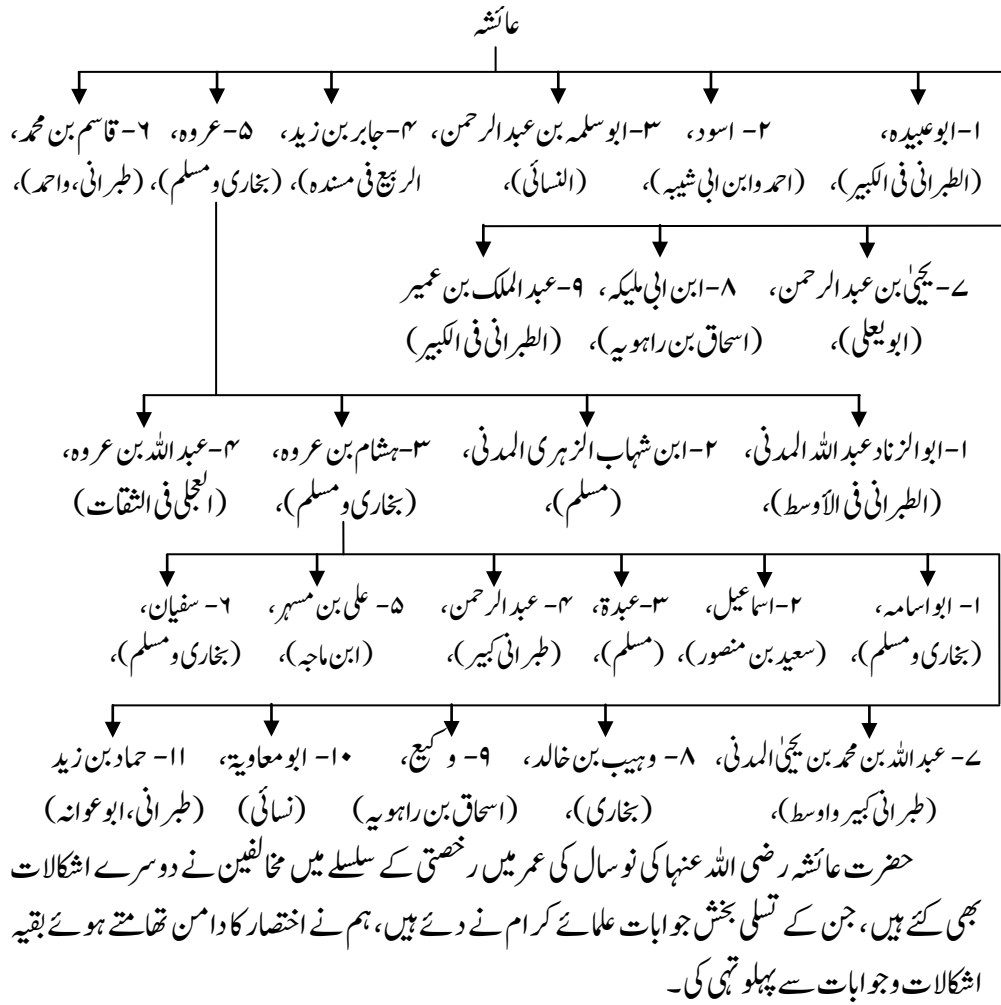 عائشہ
۱- ابوعبیدہ، ۲- اسود، ۳- ابوسلمہ بن عبد الرحمن، ۴- جابر بن زید، ۵- عروہ، ۶- قاسم بن محمد،
(الطبرانی فی الکبیر)، (احمد وابن ابی شیبہ)، (النسائی)، الربیع فی مسندہ)، (بخاری و مسلم)، (طبرانی، واحمد)،
۷- یحیٰی بن عبد الرحمن، ۸- ابن ابی ملیکہ، ۹- عبد الملک بن عمیر
(ابویعلی)، (اسحاق بن راہویہ)، (الطبرانی فی الکبیر)
۱- ابوالزناد عبد اللہ المدنی، ۲- ابن شہاب الزہری المدنی، ۳- ہشام بن عروہ، ۴- عبد اللہ بن عروہ،
(الطبرانی فی الأوسط)، (مسلم)، (بخاری و مسلم)، (العجلی فی الثقات)
۱- ابواسامہ، ۲- اسماعیل، ۳- عبدۃ، ۴- عبد الرحمن، ۵- علی بن مسہر، ۶- سفیان،
(بخاری و مسلم)، (سعید بن منصور)، (مسلم)، (طبرانی کبیر)، (ابن ماجہ)، (بخاری و مسلم)،
۷- عبد اللہ بن محمد بن یحیٰی المدنی، ۸- وہیب بن خالد، ۹- وکیع، ۱۰- ابومعاویۃ، ۱۱- حماد بن زید
(طبرانی کبیر واوسط)، (بخاری)، (اسحاق بن راہویہ) (نسائی) (طبرانی، ابوعوانہ)
حضرت عائشہ رضی اللہ عنہا کی نو سال کی عمر میں رخصتی کے سلسلے میں مخالفین نے دوسرے اشکالات
بھی کئے ہیں، جن کے تسلی بخش جوابات علمائے کرام نے دئے ہیں، ہم نے اختصار کا دامن تھامتے ہوئے بقیہ
اشکالات وجوابات سے پہلو تہی کی۔